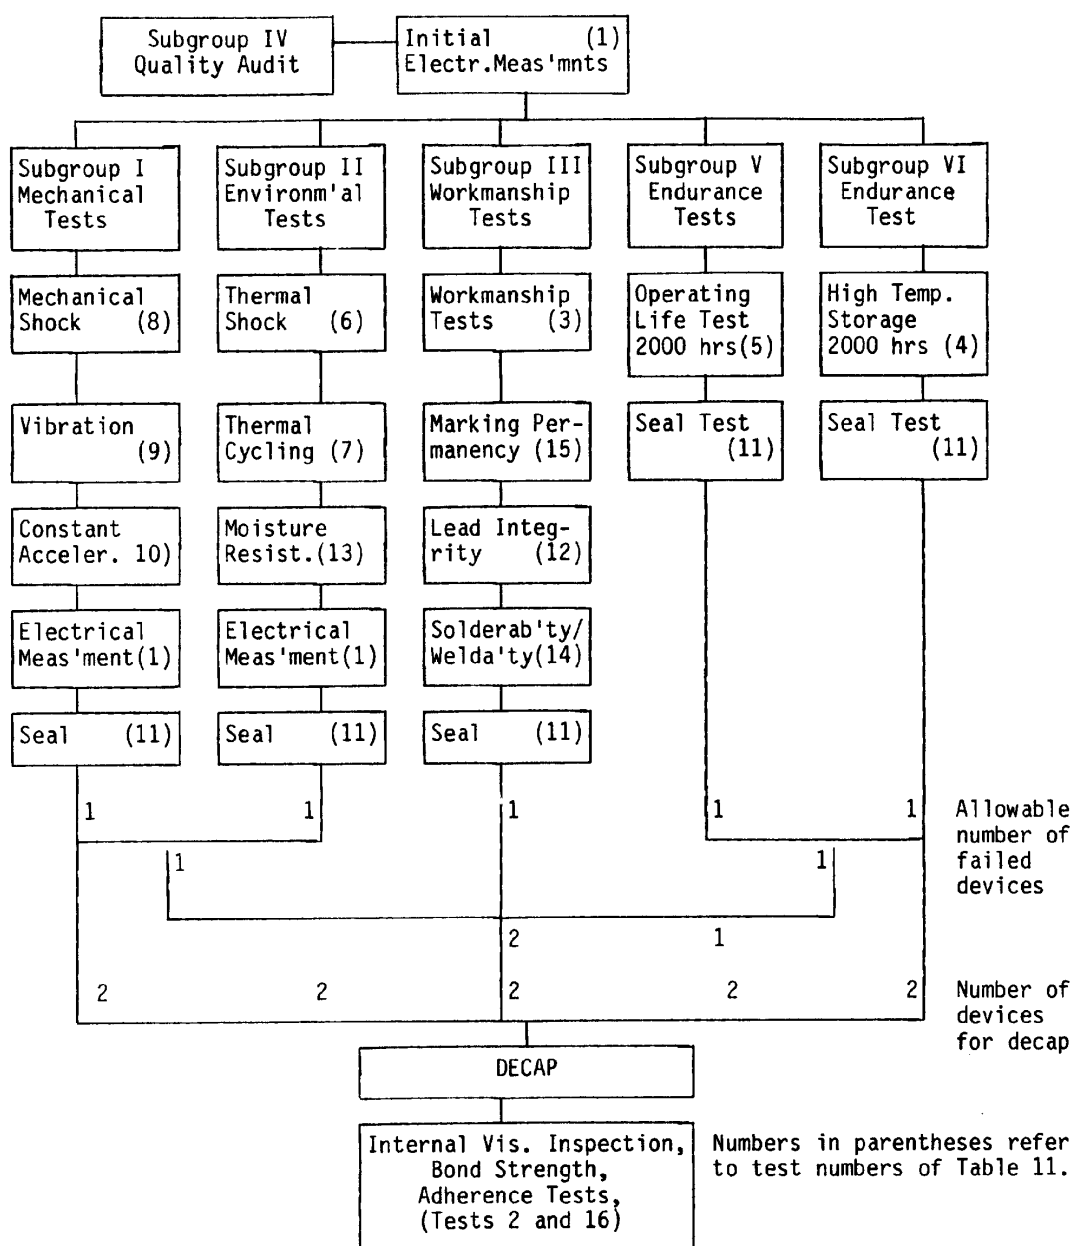 Subgroup IV
Quality Audit
Initial (1)
Electr.Meas'mnts
Subgroup I
Mechanical
Tests
Subgroup II
Environm'al
Tests
Subgroup III
Workmanship
Tests
Subgroup V
Endurance
Tests
Subgroup VI
Endurance
Test
Mechanical
Shock (8)
Thermal
Shock (6)
Workmanship
Tests (3)
Operating
Life Test
2000 hrs(5)
High Temp.
Storage
2000 hrs (4)
Vibration
(9)
Thermal
Cycling (7)
Marking Per-
manency (15)
Seal Test
(11)
Seal Test
(11)
Constant
Acceler. 10)
Moisture
Resist.(13)
Lead Integ-
rity (12)
Electrical
Meas'ment(1)
Electrical
Meas'ment(1)
Solderab'ty/
Welda'ty(14)
Seal (11)
Seal (11)
Seal (11)
1 1 1 1 1
Allowable
number of
failed
devices
1 1
2 1
2 2 2 2 2
Number of
devices
for decap
DECAP
Internal Vis. Inspection,
Bond Strength,
Adherence Tests,
(Tests 2 and 16)
Numbers in parentheses refer
to test numbers of Table 11.